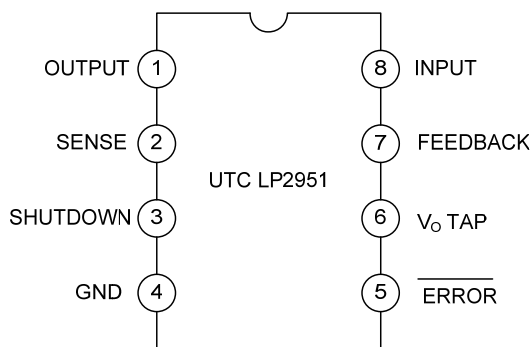 OUTPUT 1 8 INPUT
SENSE 2 7 FEEDBACK
UTC LP2951
SHUTDOWN 3 6 VO TAP
GND 4 5 ERROR